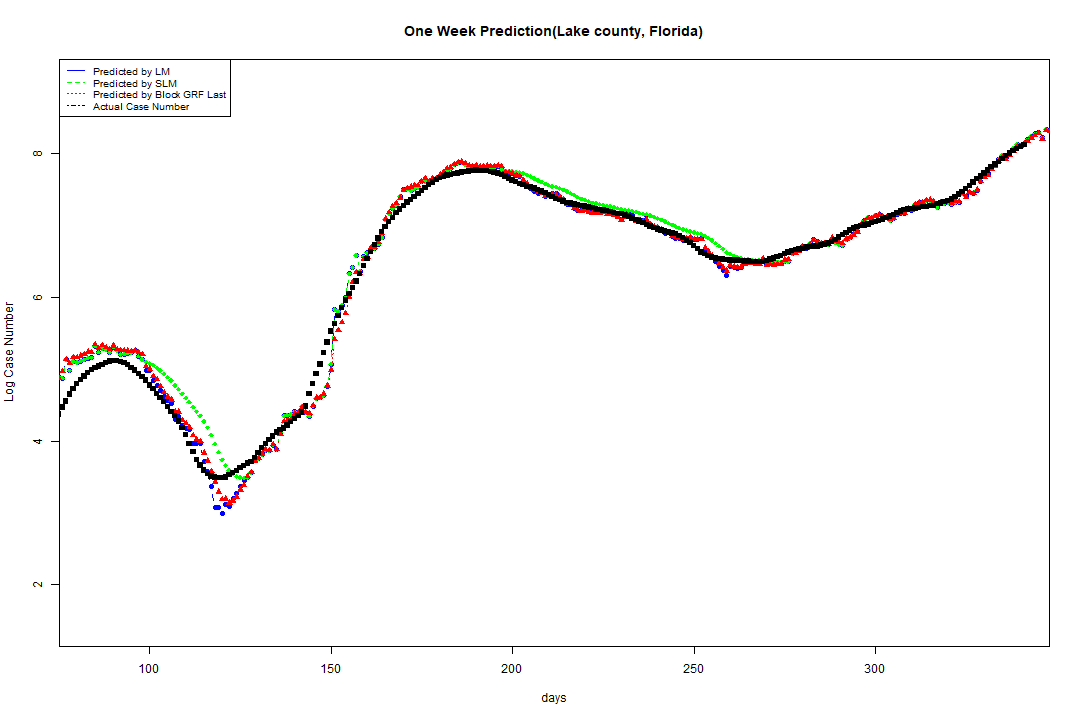 One Week Prediction(Lake county, Florida)
Predicted by LM
Predicted by SLM
Predicted by Block GRF Last
Actual Case Number
Log Case Number
8
6
4
2
100 150 200 250 300
days